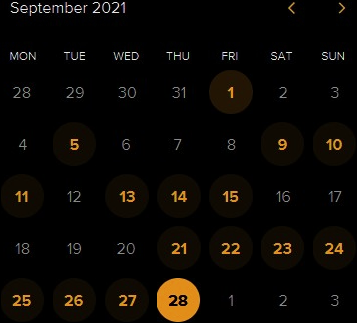 September 2021 < >
MON TUE WED THU FRI SAT SUN
28 29 30 31 1 2 3
4 5 6 7 8 9 10
11 12 13 14 15 16 17
18 19 20 21 22 23 24
25 26 27 28 1 2 3